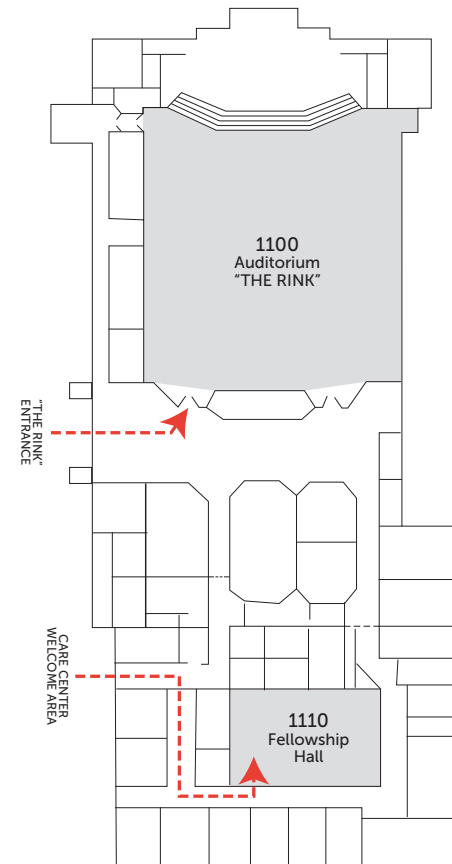 1100
Auditorium
“THE RINK”
“THE RINK”
ENTRANCE
CARE CENTER
WELCOME AREA
1110
Fellowship
Hall